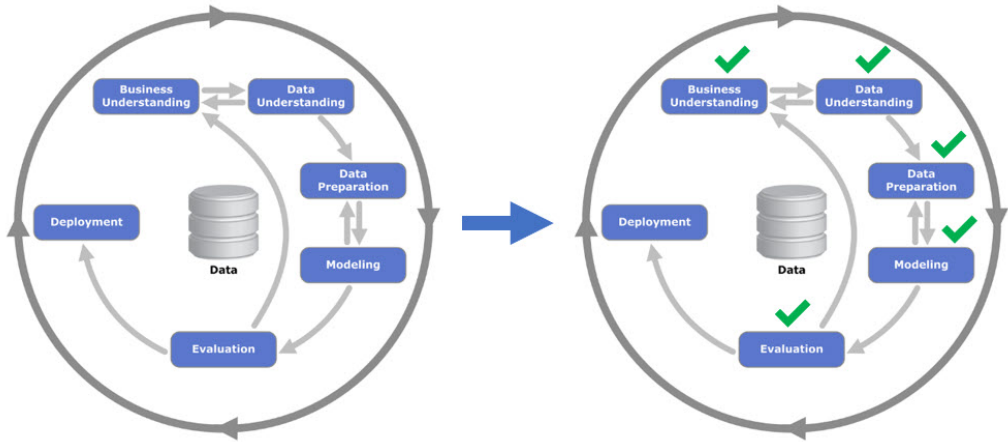 Business
Understanding
Data
Understanding
Data
Preparation
Deployment
Data
Modeling
Evaluation
Business
Understanding
Data
Understanding
Data
Preparation
Deployment
Data
Modeling
Evaluation